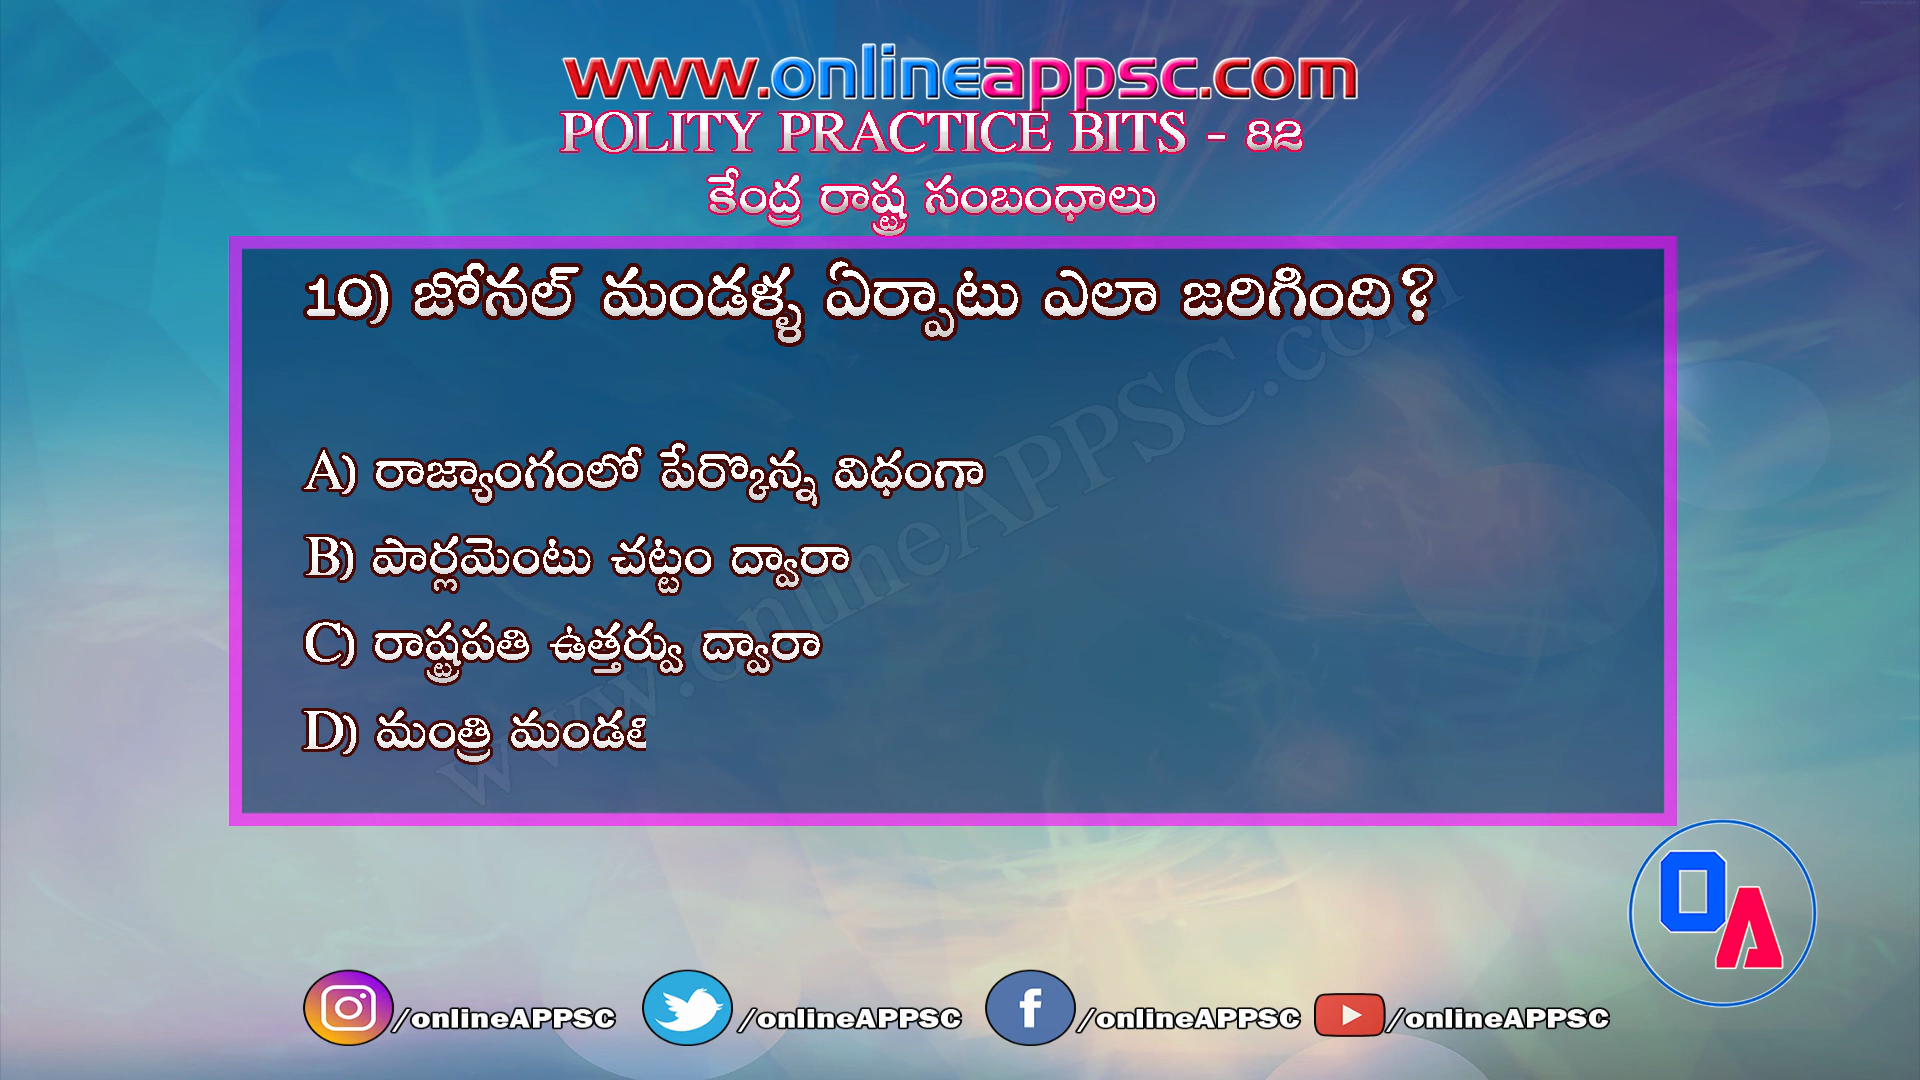 www.onlineappsc.com
POLITY PRACTICE BITS - 82
కేంద్ర రాష్ట్ర సంబంధాలు
10) జోనల్ మండళ్ళ ఏర్పాటు ఎలా జరిగింది?
A) రాజ్యాంగంలో పేర్కొన్న విధంగా
B) పార్లమెంటు చట్టం ద్వారా
C) రాష్ట్రపతి ఉత్తర్వు ద్వారా
D) మంత్రి
www.onlineAPPSC.com
OA
/onlineAPPSC /onlineAPPSC /onlineAPPSC /onlineAPPSC